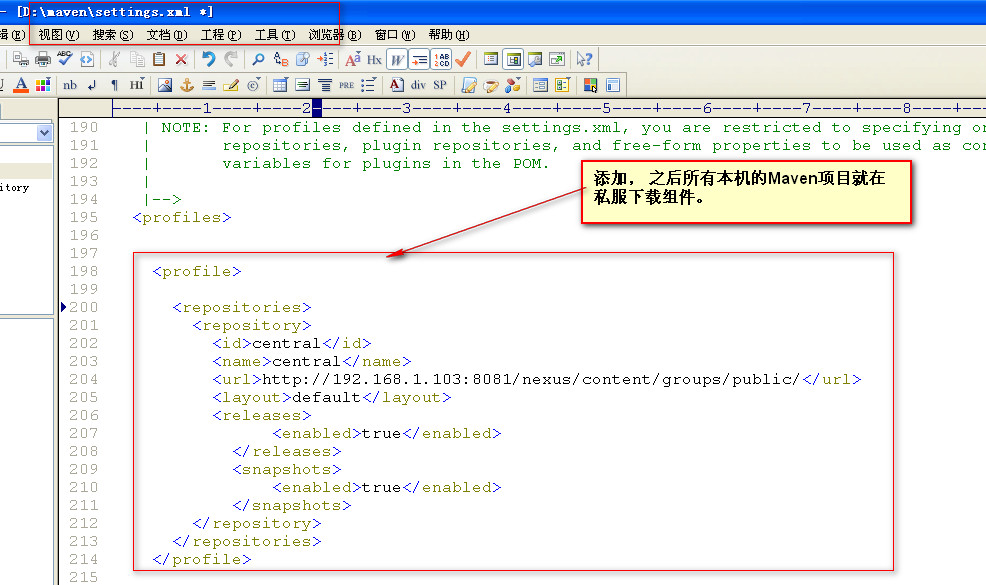 - [D:\maven\settings.xml *]
辑(E) 视图(V) 搜索(S) 文档(D) 工程(P) 工具(T) 浏览器(B) 窗口(W) 帮助(H)
ABC Hx W 1AB 2CD
U A nb HI PRE A div SP
1 2 3 4 5 6 7 8
itory
190 | NOTE: For profiles defined in the settings.xml, you are restricted to specifying
191 | repositories, plugin repositories, and free-form properties to be used as
192 | variables for plugins in the POM.
193 |
194 |-->
195 <profiles>
196
197
198 <profile>
199
200 <repositories>
201 <repository>
202 <id>central</id>
203 <name>central</name>
204 <url>http://192.168.1.103:8081/nexus/content/groups/public/</url>
205 <layout>default</layout>
206 <releases>
207 <enabled>true</enabled>
208 </releases>
209 <snapshots>
210 <enabled>true</enabled>
211 </snapshots>
212 </repository>
213 </repositories>
214 </profile>
215
添加，之后所有本机的Maven项目就在
私服下载组件。